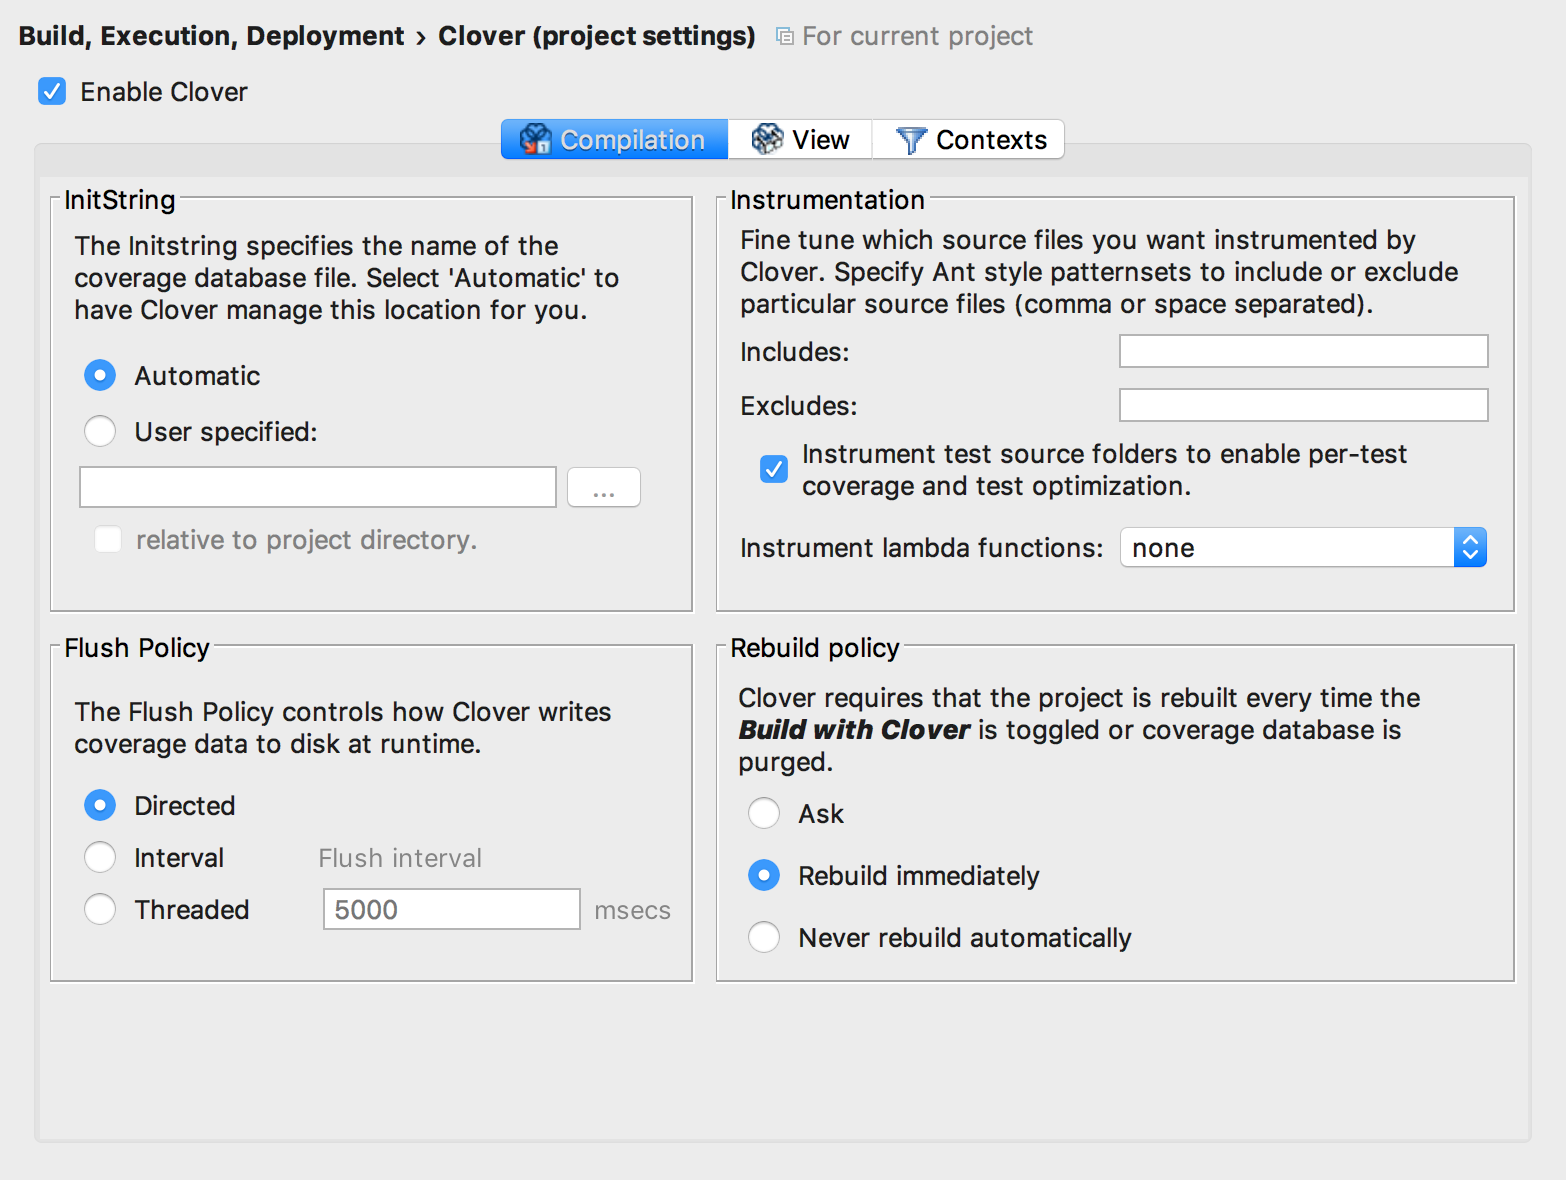 Build, Execution, Deployment › Clover (project settings) For current project
Enable Clover
Compilation View Contexts
InitString
The Initstring specifies the name of the
coverage database file. Select 'Automatic' to
have Clover manage this location for you.
Automatic
User specified:
...
relative to project directory.
Instrumentation
Fine tune which source files you want instrumented by
Clover. Specify Ant style patternsets to include or exclude
particular source files (comma or space separated).
Includes:
Excludes:
Instrument test source folders to enable per-test
coverage and test optimization.
Instrument lambda functions: none
Flush Policy
The Flush Policy controls how Clover writes
coverage data to disk at runtime.
Directed
Interval Flush interval
Threaded 5000 msecs
Rebuild policy
Clover requires that the project is rebuilt every time the
Build with Clover is toggled or coverage database is
purged.
Ask
Rebuild immediately
Never rebuild automatically